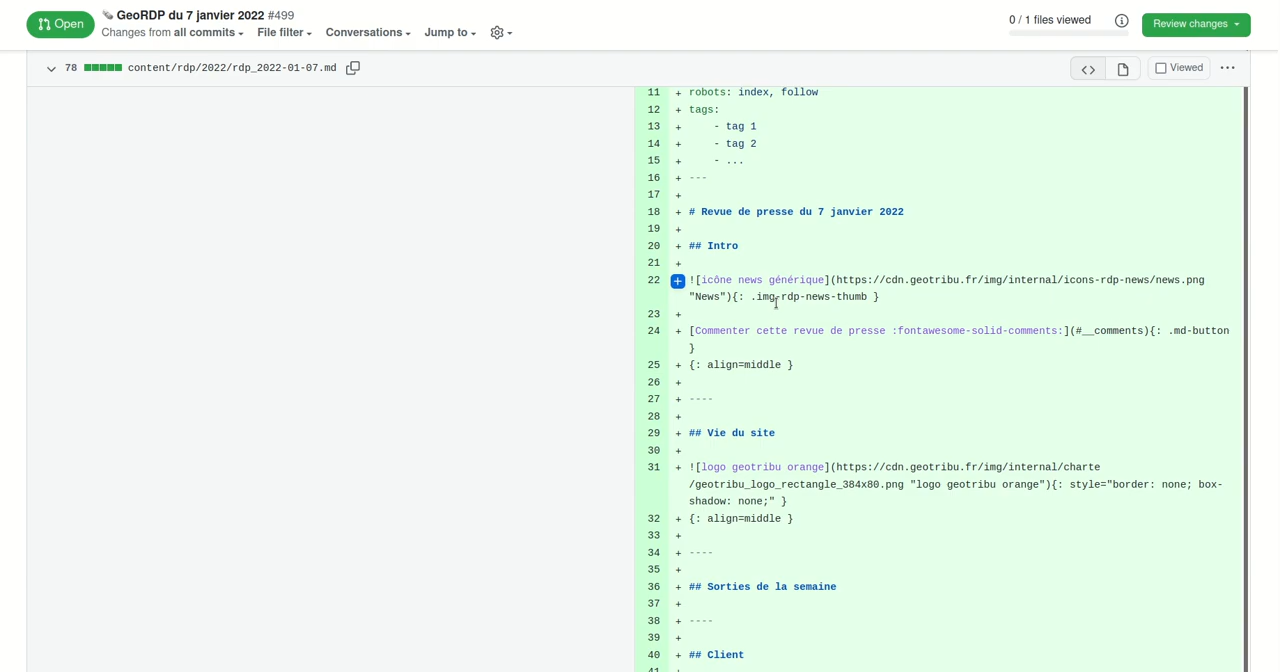 Open
GeoRDP du 7 janvier 2022 #499
Changes from all commits File filter Conversations Jump to
0 / 1 files viewed
Review changes
78 content/rdp/2022/rdp_2022-01-07.md
Viewed
11 + robots: index, follow
12 + tags:
13 + - tag 1
14 + - tag 2
15 + - ...
16 + ---
17 +
18 + # Revue de presse du 7 janvier 2022
19 +
20 + ## Intro
21 +
22 + ![icône news générique](https://cdn.geotribu.fr/img/internal/icons-rdp-news/news.png
"News"){: .img-rdp-news-thumb }
23 +
24 + [Commenter cette revue de presse :fontawesome-solid-comments:](#__comments){: .md-button
}
25 + {: align=middle }
26 +
27 + ----
28 +
29 + ## Vie du site
30 +
31 + ![logo geotribu orange](https://cdn.geotribu.fr/img/internal/charte
/geotribu_logo_rectangle_384x80.png "logo geotribu orange"){: style="border: none; box-
shadow: none;" }
32 + {: align=middle }
33 +
34 + ----
35 +
36 + ## Sorties de la semaine
37 +
38 + ----
39 +
40 + ## Client
41 +